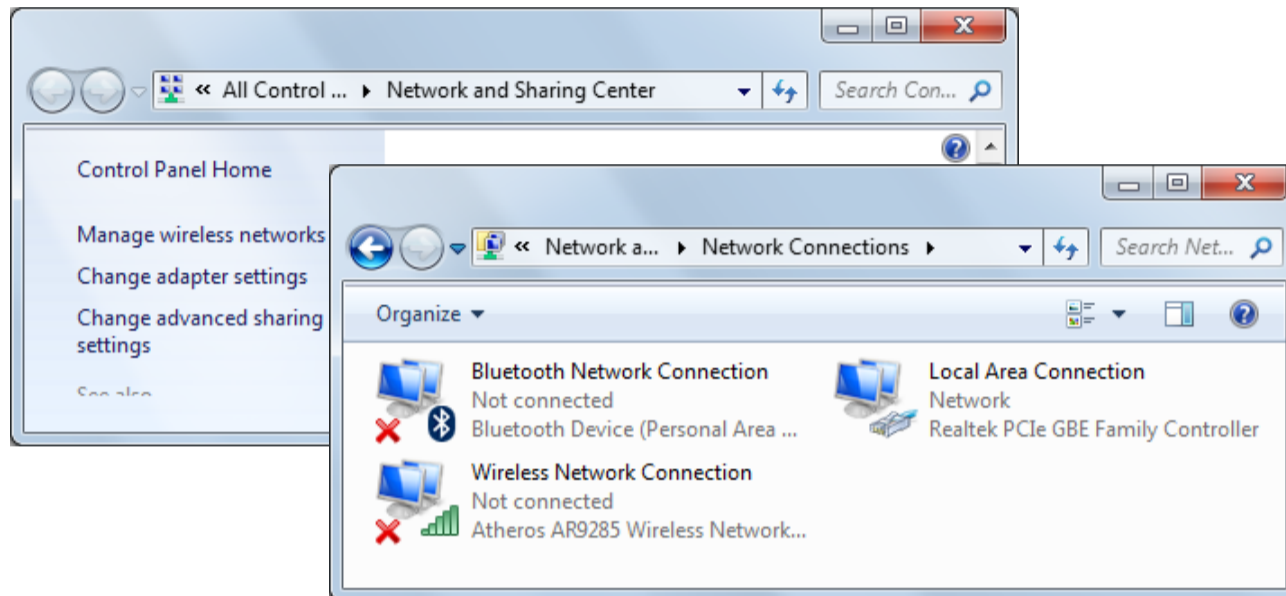 « All Control ... ▸ Network and Sharing Center
Search Con...
Control Panel Home
Manage wireless networks
Change adapter settings
Change advanced sharing
settings
See also
« Network a... ▸ Network Connections ▸
Search Net...
Organize
Bluetooth Network Connection
Not connected
Bluetooth Device (Personal Area ...
Local Area Connection
Network
Realtek PCIe GBE Family Controller
Wireless Network Connection
Not connected
Atheros AR9285 Wireless Network...